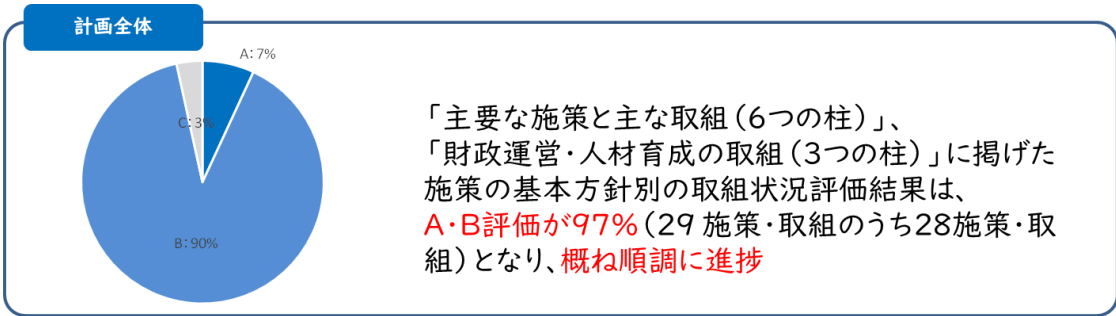 計画全体
A:7%
C:3%
B:90%
「主要な施策と主な取組(6つの柱)」、
「財政運営・人材育成の取組(3つの柱)」に掲げた
施策の基本方針別の取組状況評価結果は、
A・B評価が97%(29 施策・取組のうち28施策・取
組)となり、概ね順調に進捗